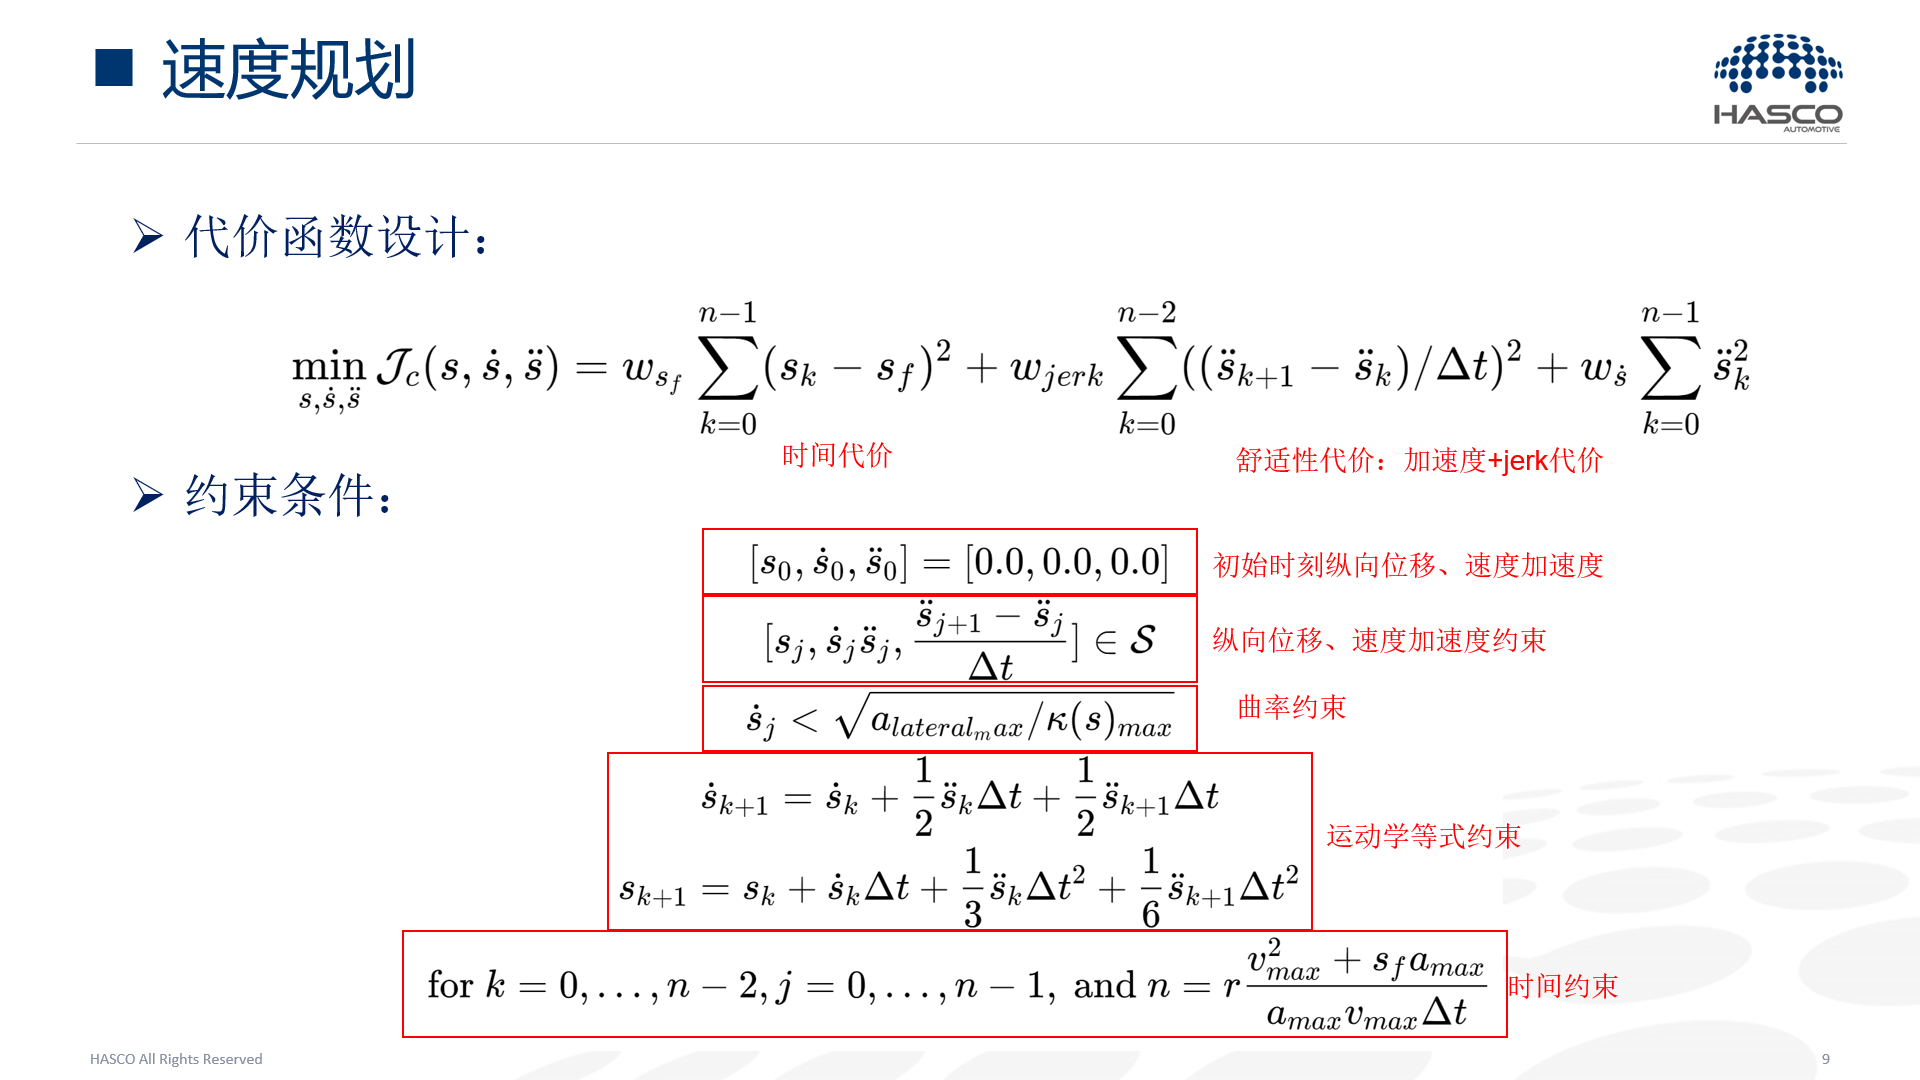 速度规划
HASCO
AUTOMOTIVE
代价函数设计：
$\min_{s,\dot{s},\ddot{s}} \mathcal{J}_c(s,\dot{s},\ddot{s}) = w_{s_f} \sum_{k=0}^{n-1} (s_k - s_f)^2 + w_{jerk} \sum_{k=0}^{n-2} ((\ddot{s}_{k+1} - \ddot{s}_k)/\Delta t)^2 + w_{\dot{s}} \sum_{k=0}^{n-1} \ddot{s}_k^2$
时间代价
舒适性代价：加速度+jerk代价
约束条件：
$[s_0, \dot{s}_0, \ddot{s}_0] = [0.0, 0.0, 0.0]$ 初始时刻纵向位移、速度加速度
$[s_j, \dot{s}_j \ddot{s}_j, \frac{\ddot{s}_{j+1} - \ddot{s}_j}{\Delta t}] \in \mathcal{S}$ 纵向位移、速度加速度约束
$\dot{s}_j < \sqrt{a_{lateral_m ax}/\kappa(s)_{max}}$ 曲率约束
$\dot{s}_{k+1} = \dot{s}_k + \frac{1}{2}\ddot{s}_k \Delta t + \frac{1}{2}\ddot{s}_{k+1} \Delta t$
运动学等式约束
$s_{k+1} = s_k + \dot{s}_k \Delta t + \frac{1}{3}\ddot{s}_k \Delta t^2 + \frac{1}{6}\ddot{s}_{k+1} \Delta t^2$
for $k = 0, \ldots, n-2, j = 0, \ldots, n-1,$ and $n = r\frac{v_{max}^2 + s_f a_{max}}{a_{max} v_{max} \Delta t}$ 时间约束
HASCO All Rights Reserved
9